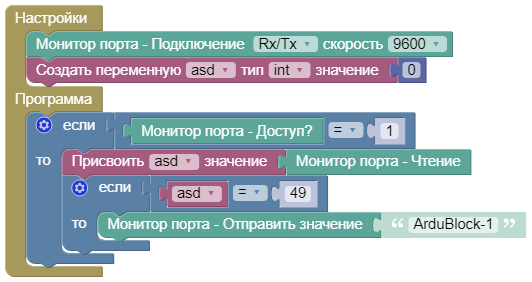 Настройки
Монитор порта - Подключение Rx/Tx скорость 9600
Создать переменную asd тип int значение 0
Программа
если Монитор порта - Доступ? = 1
то Присвоить asd значение Монитор порта - Чтение
если asd = 49
то Монитор порта - Отправить значение “ ArduBlock-1 ”